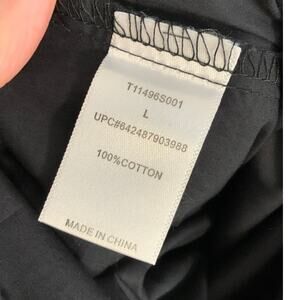 T11496S001
L
UPC#642487903988
100%COTTON
MADE IN CHINA